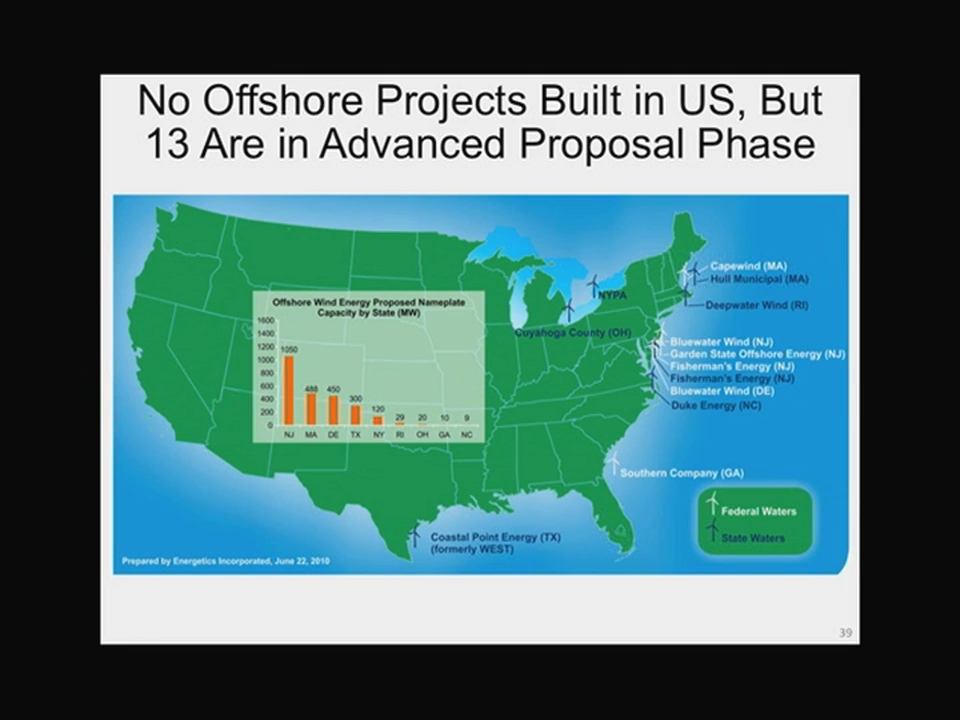 No Offshore Projects Built in US, But
13 Are in Advanced Proposal Phase
Capewind (MA)
Hull Municipal (MA)
NYPA
Deepwater Wind (RI)
Offshore Wind Energy Proposed Nameplate
Capacity by State (MW)
1600
1400
1200
1000
800
600
400
200
0
1050
488
450
300
120
29
20
10
9
NJ MA DE TX NY RI OH GA NC
Cuyahoga County (OH)
Bluewater Wind (NJ)
Garden State Offshore Energy (NJ)
Fisherman's Energy (NJ)
Fisherman's Energy (NJ)
Bluewater Wind (DE)
Duke Energy (NC)
Southern Company (GA)
Federal Waters
State Waters
Coastal Point Energy (TX)
(formerly WEST)
Prepared by Energetics Incorporated, June 22, 2010
39